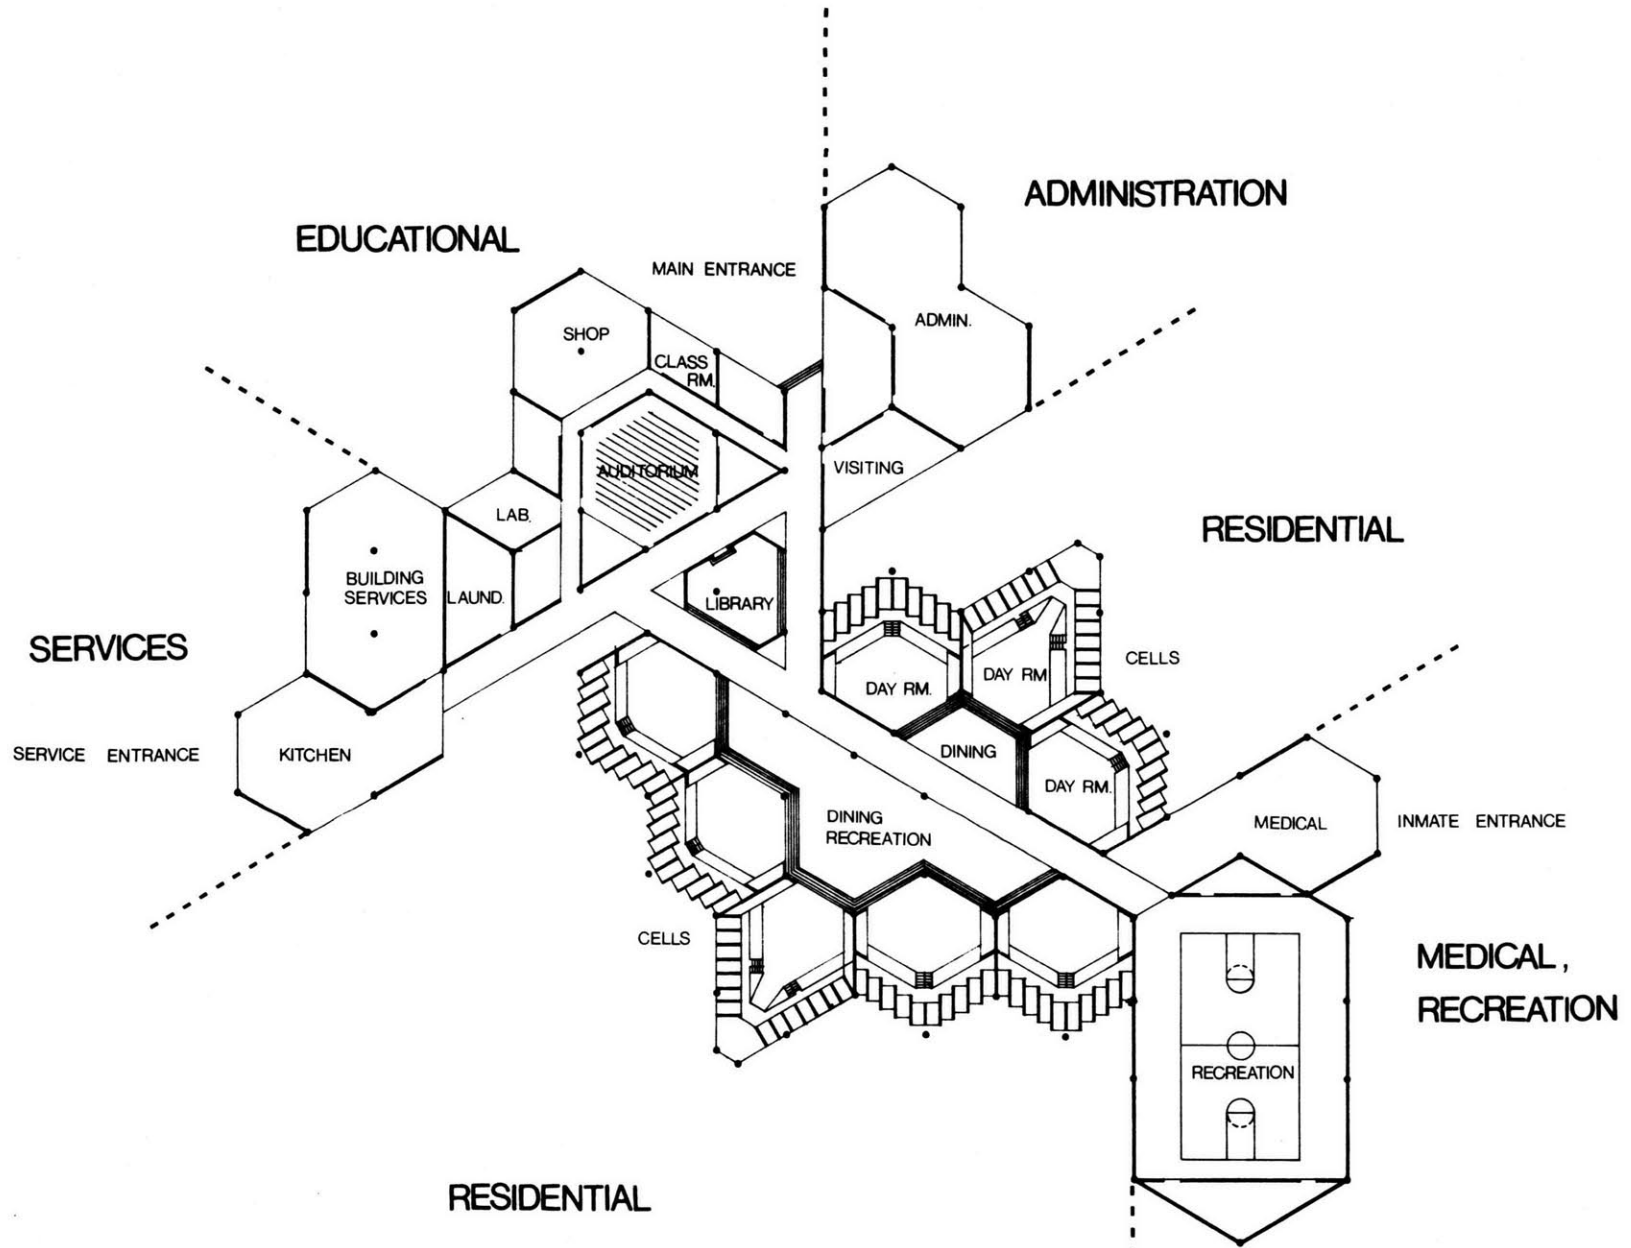 ADMINISTRATION
EDUCATIONAL
MAIN ENTRANCE
ADMIN.
SHOP
CLASS
RM.
AUDITORIUM
VISITING
LAB.
RESIDENTIAL
BUILDING
SERVICES
LAUND.
LIBRARY
SERVICES
CELLS
DAY RM
DAY RM.
SERVICE ENTRANCE
KITCHEN
DINING
DAY RM.
DINING
RECREATION
MEDICAL
INMATE ENTRANCE
CELLS
MEDICAL,
RECREATION
RECREATION
RESIDENTIAL